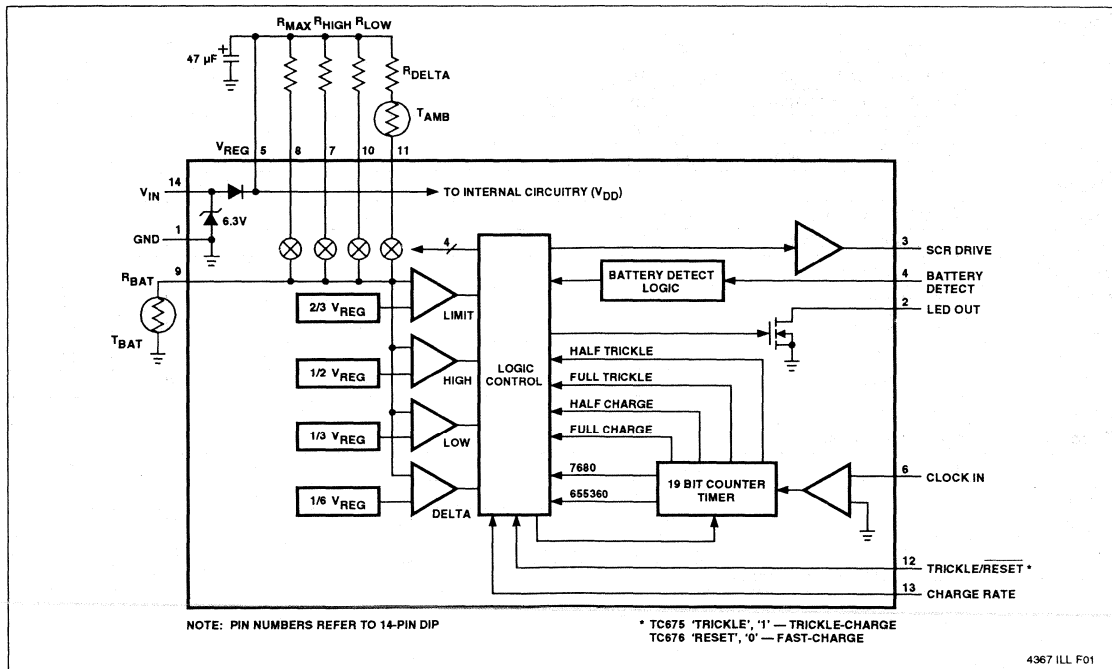 RMAX RHIGH RLOW
+
47 µF
RDELTA
TAMB
VREG 5 8 7 10 11
14
VIN
TO INTERNAL CIRCUITRY (VDD)
6.3V
1
GND
4
3
SCR DRIVE
9
RBAT
BATTERY DETECT
LOGIC
4
BATTERY
DETECT
2/3 VREG
LIMIT
2
LED OUT
TBAT
LOGIC
CONTROL
HALF TRICKLE
1/2 VREG
HIGH
FULL TRICKLE
HALF CHARGE
1/3 VREG
LOW
FULL CHARGE
7680
19 BIT COUNTER
TIMER
6
CLOCK IN
1/6 VREG
DELTA
655360
12
TRICKLE/RESET *
13
CHARGE RATE
NOTE: PIN NUMBERS REFER TO 14-PIN DIP
* TC675 'TRICKLE', '1' — TRICKLE-CHARGE
TC676 'RESET', '0' — FAST-CHARGE
4367 ILL F01